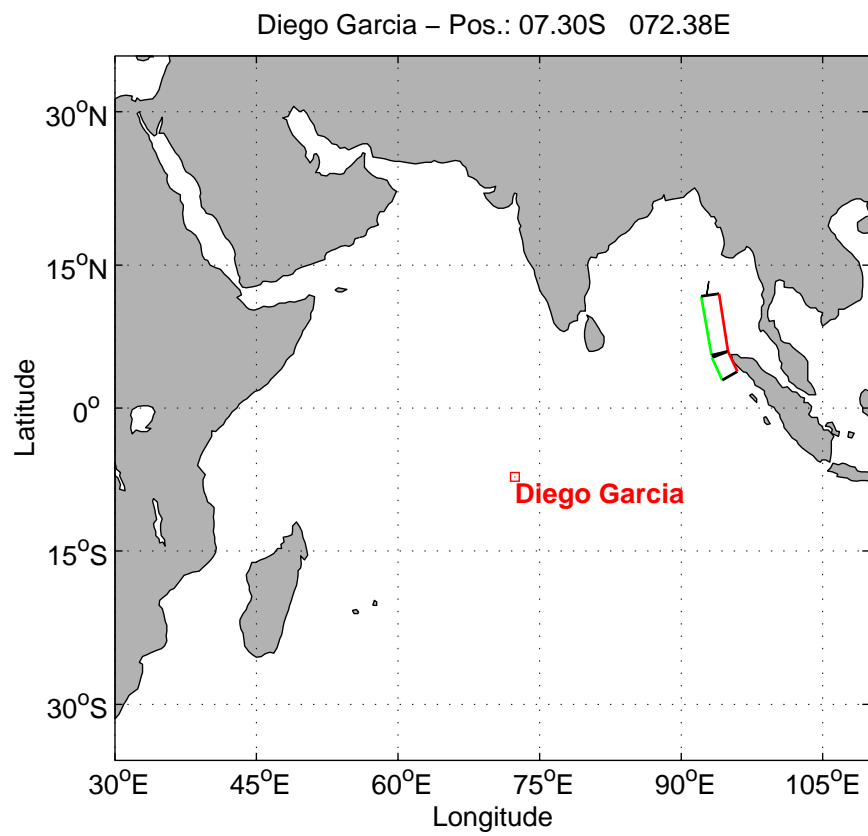 Diego Garcia – Pos.: 07.30S   072.38E
30°N
15°N
0°
15°S
30°S
Latitude
Diego Garcia
30°E 45°E 60°E 75°E 90°E 105°E
Longitude